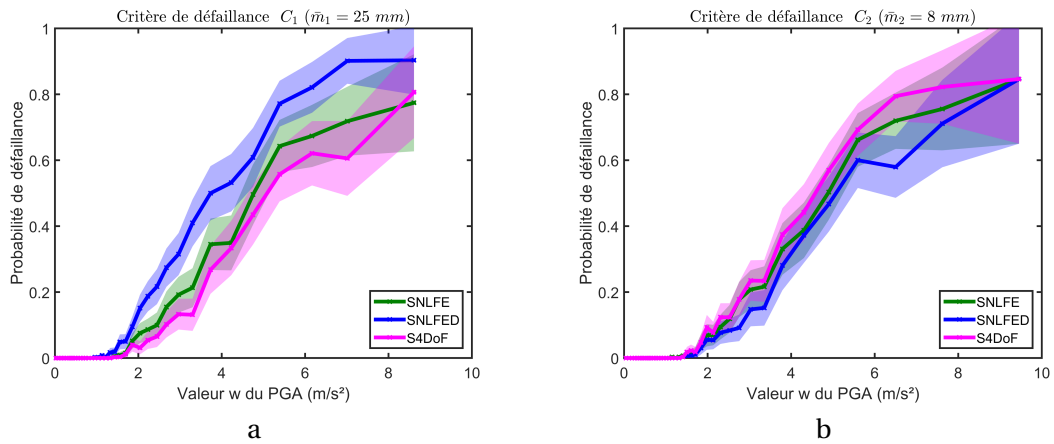 Critère de défaillance C₁ (m̄₁ = 25 mm)
Probabilité de défaillance
1
0.8
0.6
0.4
0.2
0
0 2 4 6 8 10
Valeur w du PGA (m/s²)
SNLFE
SNLFED
S4DoF
a
Critère de défaillance C₂ (m̄₂ = 8 mm)
Probabilité de défaillance
1
0.8
0.6
0.4
0.2
0
0 2 4 6 8 10
Valeur w du PGA (m/s²)
SNLFE
SNLFED
S4DoF
b